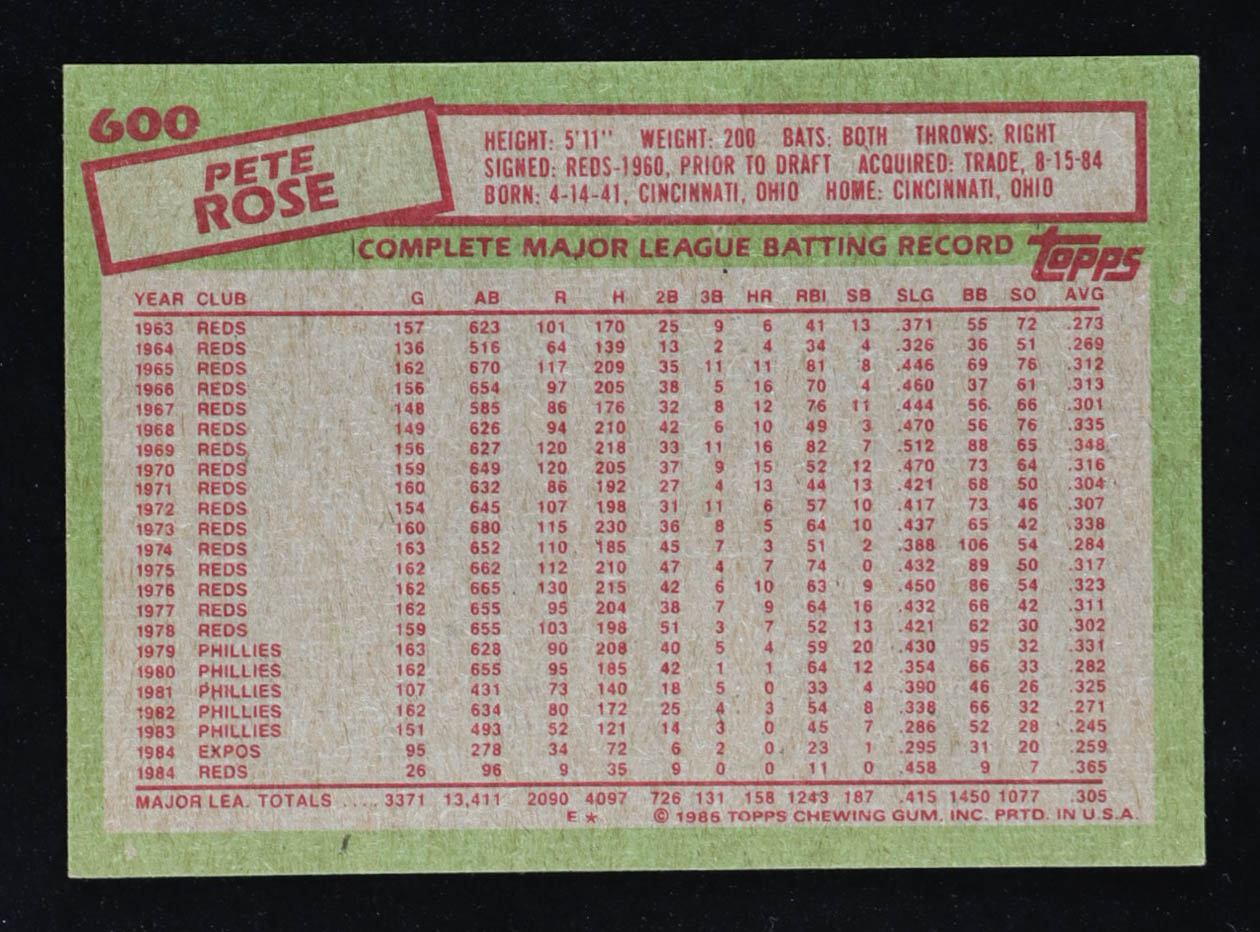 600
PETE
ROSE
HEIGHT: 5'11" WEIGHT: 200 BATS: BOTH THROWS: RIGHT
SIGNED: REDS-1960, PRIOR TO DRAFT ACQUIRED: TRADE, 8-15-84
BORN: 4-14-41, CINCINNATI, OHIO HOME: CINCINNATI, OHIO
COMPLETE MAJOR LEAGUE BATTING RECORD
topps
YEAR CLUB G AB R H 2B 3B HR RBI SB SLG BB SO AVG
1963 REDS 157 623 101 170 25 9 6 41 13 .371 55 72 .273
1964 REDS 136 516 64 139 13 2 4 34 4 .326 36 51 .269
1965 REDS 162 670 117 209 35 11 11 81 8 .446 69 76 .312
1966 REDS 156 654 97 205 38 5 16 70 4 .460 37 61 .313
1967 REDS 148 585 86 176 32 8 12 76 11 .444 56 66 .301
1968 REDS 149 626 94 210 42 6 10 49 3 .470 56 76 .335
1969 REDS 156 627 120 218 33 11 16 82 7 .512 88 65 .348
1970 REDS 159 649 120 205 37 9 15 52 12 .470 73 64 .316
1971 REDS 160 632 86 192 27 4 13 44 13 .421 68 50 .304
1972 REDS 154 645 107 198 31 11 6 57 10 .417 73 46 .307
1973 REDS 160 680 115 230 36 8 5 64 10 .437 65 42 .338
1974 REDS 163 652 110 185 45 7 3 51 2 .388 106 54 .284
1975 REDS 162 662 112 210 47 4 7 74 0 .432 89 50 .317
1976 REDS 162 665 130 215 42 6 10 63 9 .450 86 54 .323
1977 REDS 162 655 95 204 38 7 9 64 16 .432 66 42 .311
1978 REDS 159 655 103 198 51 3 7 52 13 .421 62 30 .302
1979 PHILLIES 163 628 90 208 40 5 4 59 20 .430 95 32 .331
1980 PHILLIES 162 655 95 185 42 1 1 64 12 .354 66 33 .282
1981 PHILLIES 107 431 73 140 18 5 0 33 4 .390 46 26 .325
1982 PHILLIES 162 634 80 172 25 4 3 54 8 .338 66 32 .271
1983 PHILLIES 151 493 52 121 14 3 0 45 7 .286 52 28 .245
1984 EXPOS 95 278 34 72 6 2 0 23 1 .295 31 20 .259
1984 REDS 26 96 9 35 9 0 0 11 0 .458 9 7 .365
MAJOR LEA. TOTALS ..... 3371 13,411 2090 4097 726 131 158 1243 187 .415 1450 1077 .305
E ★ © 1985 TOPPS CHEWING GUM, INC. PRTD. IN U.S.A.